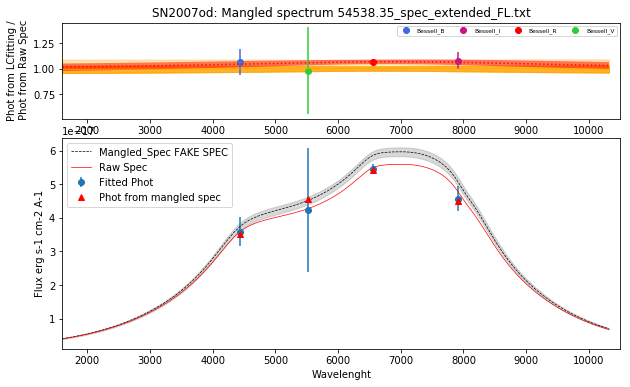 SN2007od: Mangled spectrum 54538.35_spec_extended_FL.txt
Phot from LCfitting /
Phot from Raw Spec
1.25
1.00
0.75
Bessell_B
Bessell_I
Bessell_R
Bessell_V
2000 3000 4000 5000 6000 7000 8000 9000 10000
1e−17
Mangled_Spec FAKE SPEC
Raw Spec
Fitted Phot
Phot from mangled spec
Flux erg s-1 cm-2 A-1
6
5
4
3
2
1
2000 3000 4000 5000 6000 7000 8000 9000 10000
Wavelenght